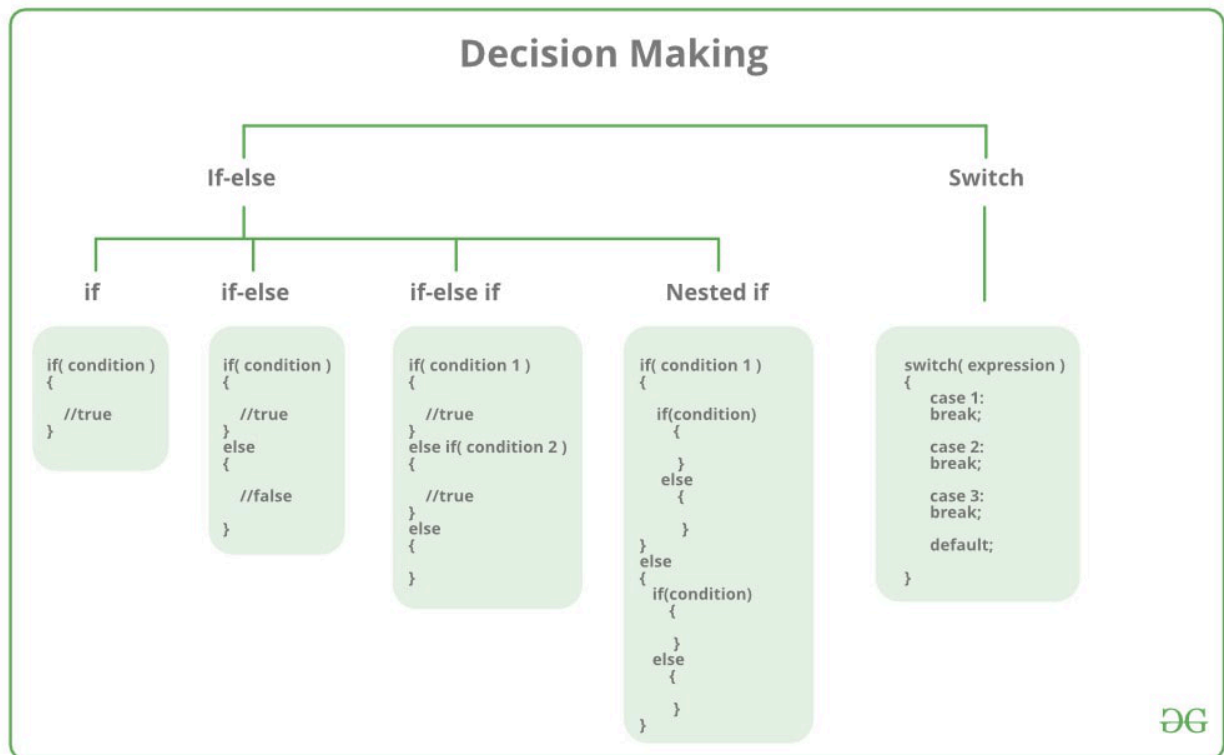 Decision Making
If-else
Switch
if
if-else
if-else if
Nested if
if( condition )
{
//true
}
if( condition )
{
//true
}
else
{
//false
}
if( condition 1 )
{
//true
}
else if( condition 2 )
{
//true
}
else
{
}
if( condition 1 )
{
if(condition)
{
}
else
{
}
}
else
{
if(condition)
{
}
else
{
}
}
switch( expression )
{
case 1:
break;
case 2:
break;
case 3:
break;
default;
}